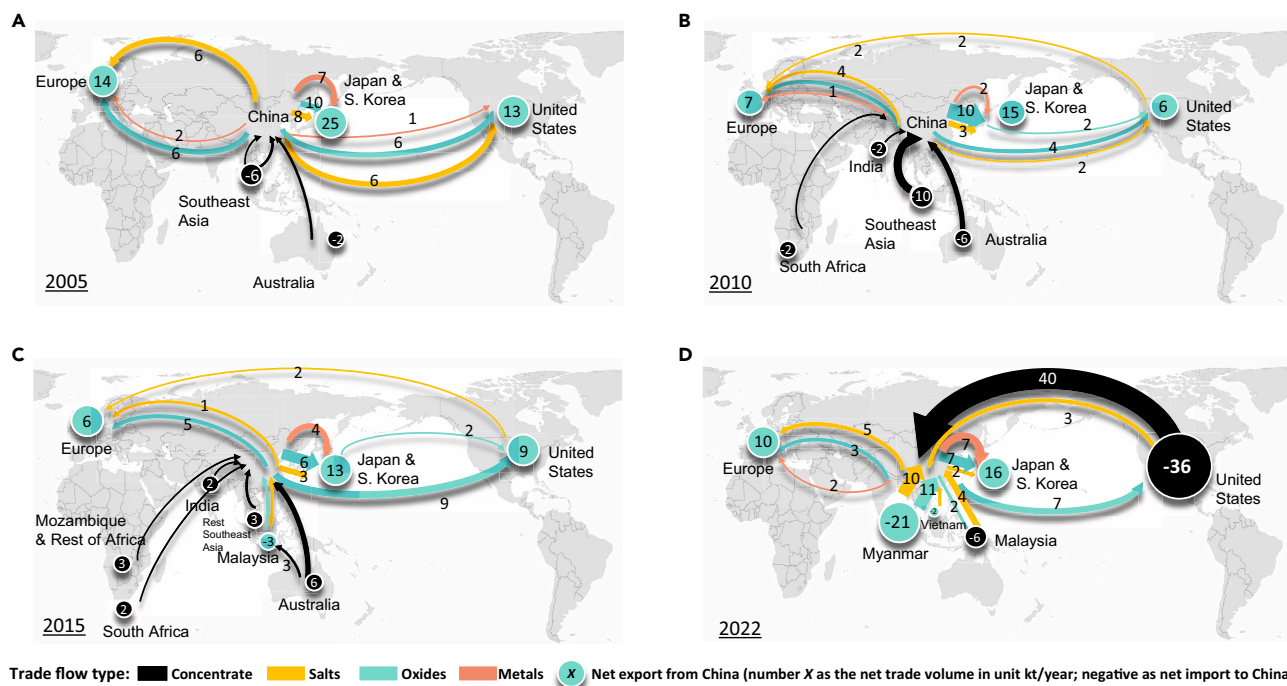 A
6
Europe 14
7
Japan &
S. Korea
10
China 8
25
1
13 United
States
2
6
6
6
-6
Southeast
Asia
-2
Australia
2005
B
2
2
4
1
7
Europe
2
10
15
Japan &
S. Korea
China
3
6
United
States
2
4
2
-2
India
-10
Southeast
Asia
-6
Australia
-2
South Africa
2010
C
2
1
5
6
Europe
4
6
3
13
Japan &
S. Korea
2
9
United
States
9
2
India
Rest
Southeast
Asia
3
Mozambique
& Rest of Africa
3
-3
Malaysia
3
6
Australia
2
South Africa
2015
D
40
3
5
3
10
Europe
2
7
7
2
16
Japan &
S. Korea
-36
United
States
10
11
4
2
-2
Vietnam
7
-21
Myanmar
-6
Malaysia
2022
Trade flow type: Concentrate Salts Oxides Metals X Net export from China (number X as the net trade volume in unit kt/year; negative as net import to China